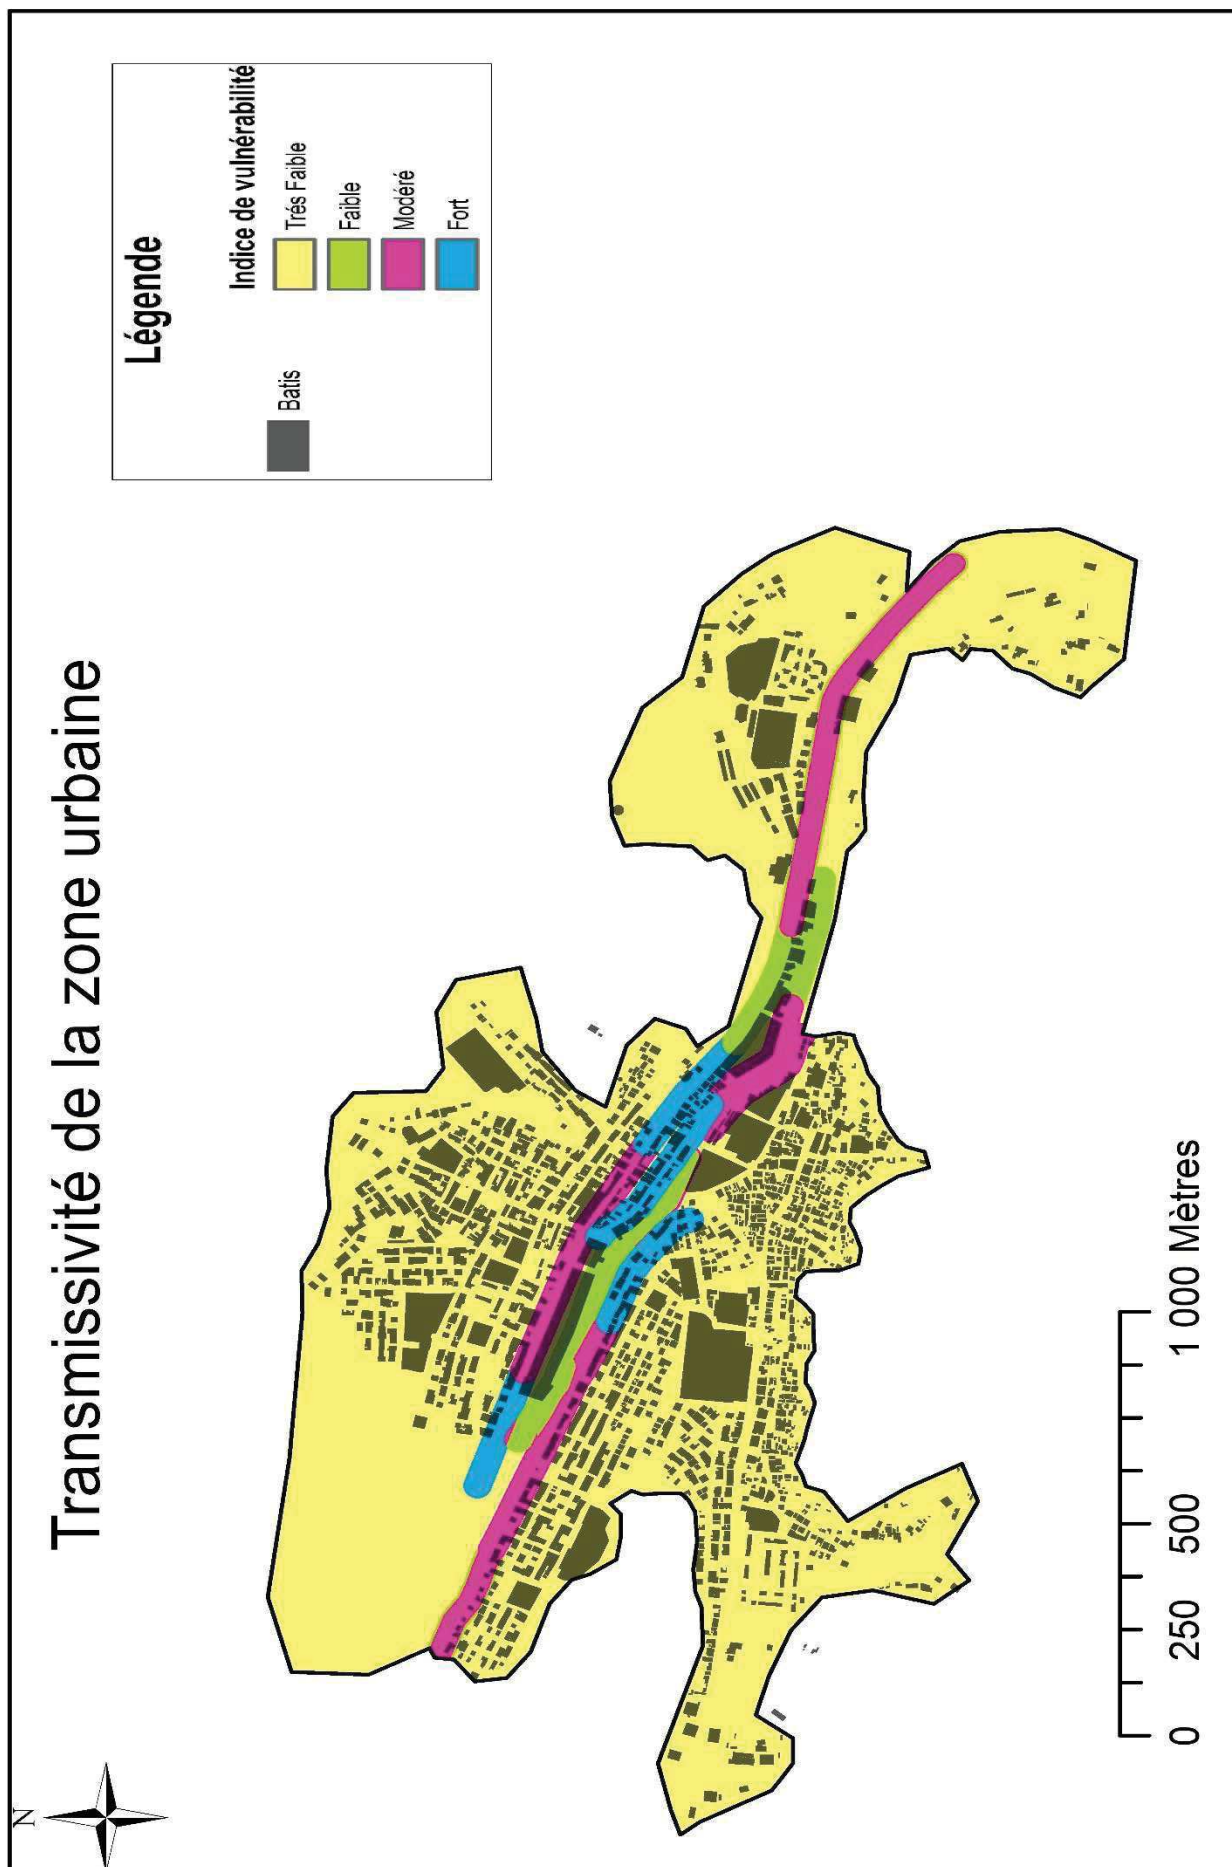 N
Transmissivité de la zone urbaine
Légende
Batis
Indice de vulnérabilité
Trés Faible
Faible
Modéré
Fort
0 250 500 1 000 Mètres